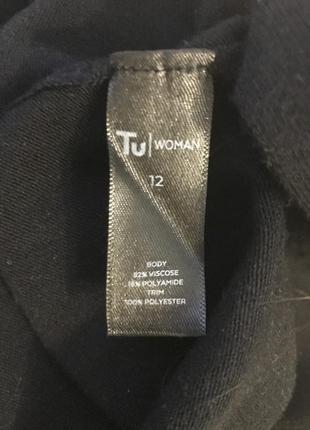 Tu | WOMAN
12
BODY
82% VISCOSE
18% POLYAMIDE
TRIM
100% POLYESTER